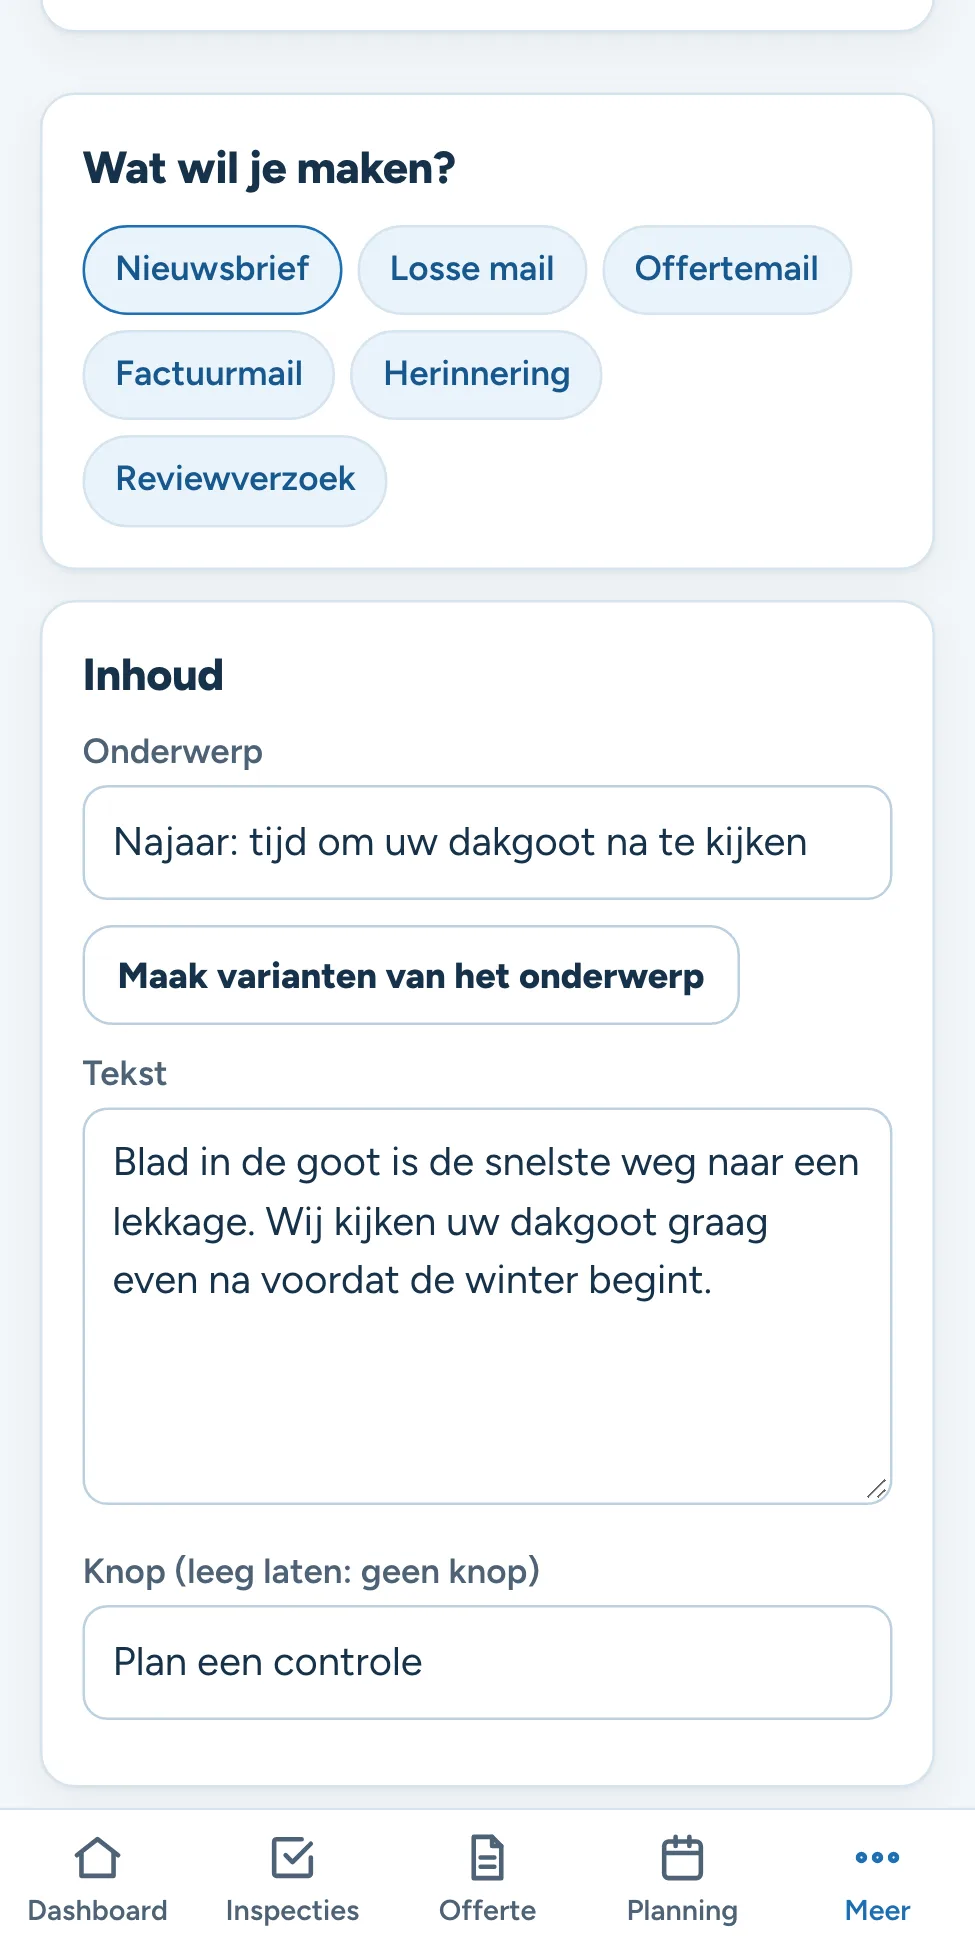 Wat wil je maken?
Nieuwsbrief Losse mail Offertemail
Factuurmail Herinnering
Reviewverzoek
Inhoud
Onderwerp
Najaar: tijd om uw dakgoot na te kijken
Maak varianten van het onderwerp
Tekst
Blad in de goot is de snelste weg naar een
lekkage. Wij kijken uw dakgoot graag
even na voordat de winter begint.
Knop (leeg laten: geen knop)
Plan een controle
Dashboard Inspecties Offerte Planning Meer